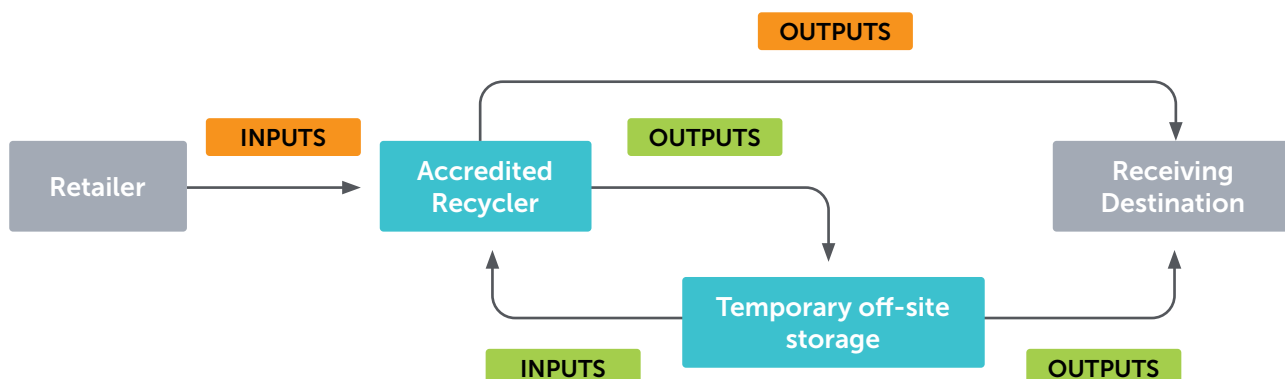 OUTPUTS
INPUTS
OUTPUTS
Retailer
Accredited
Recycler
Receiving
Destination
Temporary off-site
storage
INPUTS
OUTPUTS